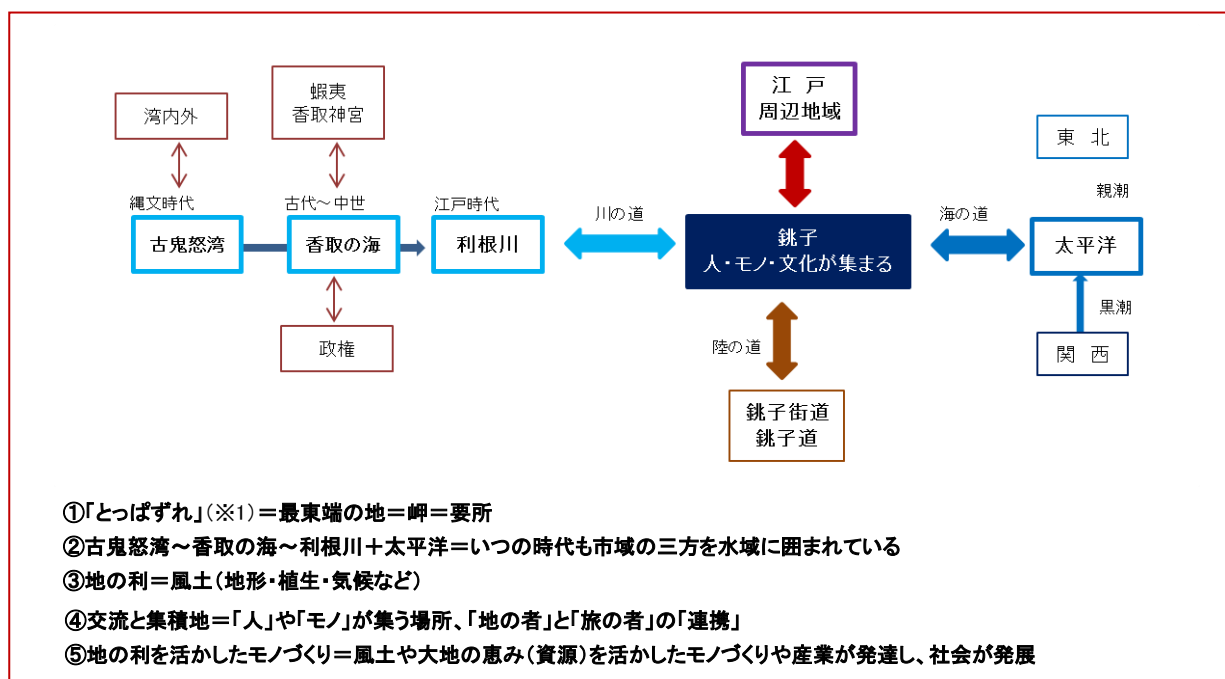 江 戸
周辺地域
蝦夷
香取神宮
湾内外
東 北
親潮
縄文時代
古代～中世
江戸時代
川の道
海の道
古鬼怒湾
香取の海
利根川
銚子
人・モノ・文化が集まる
太平洋
黒潮
政権
陸の道
関 西
銚子街道
銚子道
①「とっぱずれ」(※1)＝最東端の地＝岬＝要所
②古鬼怒湾～香取の海～利根川＋太平洋＝いつの時代も市域の三方を水域に囲まれている
③地の利＝風土(地形・植生・気候など)
④交流と集積地＝「人」や「モノ」が集う場所、「地の者」と「旅の者」の「連携」
⑤地の利を活かしたモノづくり＝風土や大地の恵み(資源)を活かしたモノづくりや産業が発達し、社会が発展